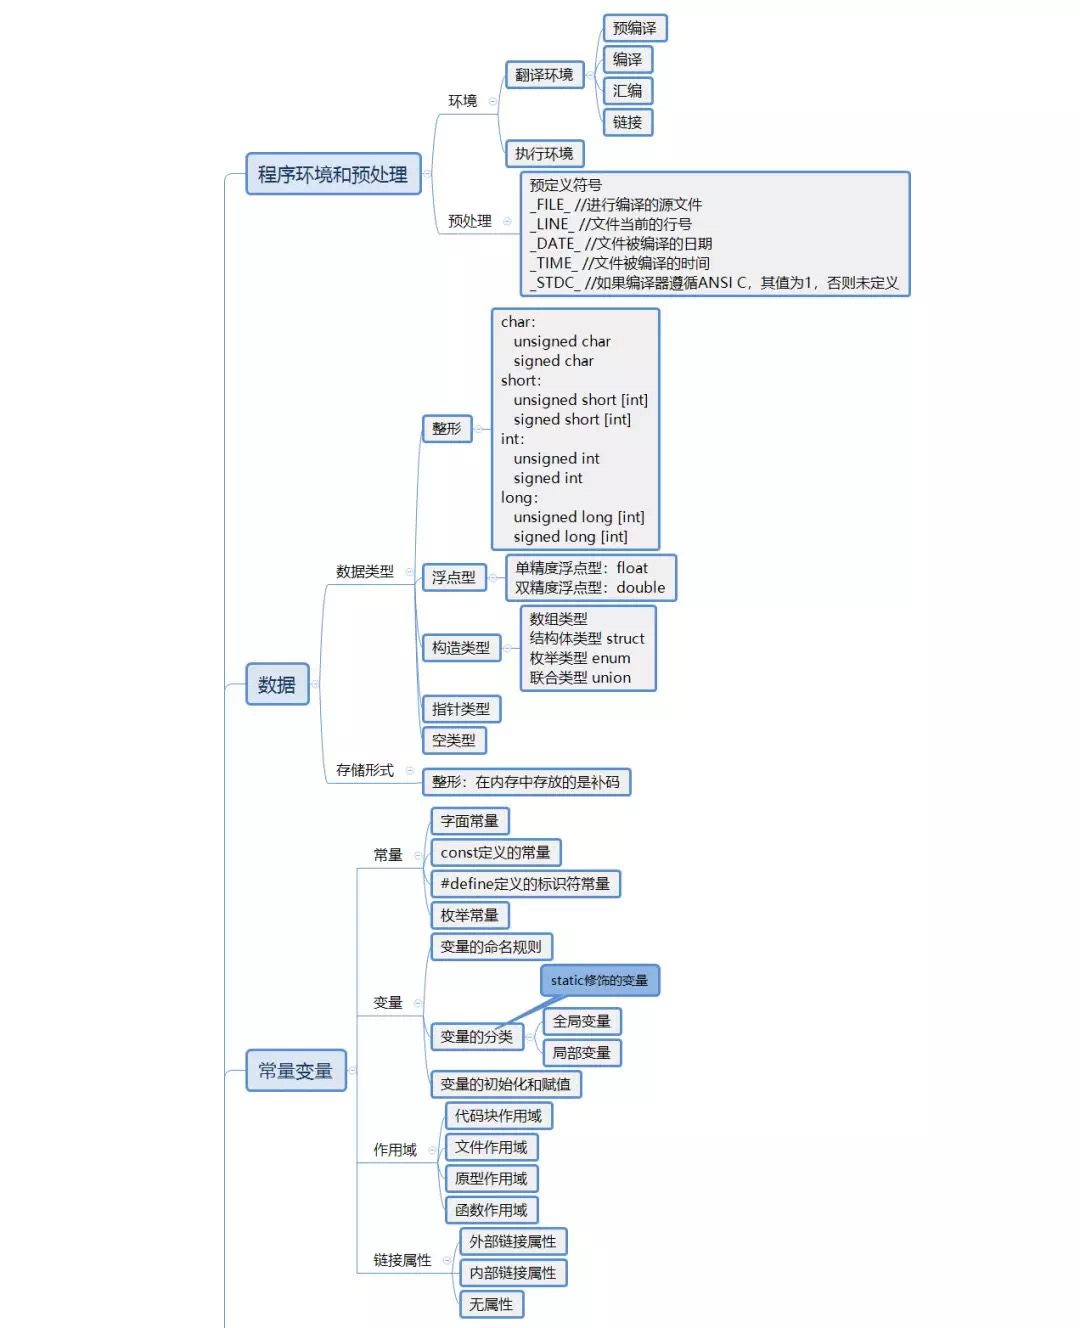 程序环境和预处理
环境
翻译环境
预编译
编译
汇编
链接
执行环境
预处理
预定义符号
_FILE_ //进行编译的源文件
_LINE_ //文件当前的行号
_DATE_ //文件被编译的日期
_TIME_ //文件被编译的时间
_STDC_ //如果编译器遵循ANSI C，其值为1，否则未定义
数据
数据类型
整形
char：
unsigned char
signed char
short：
unsigned short [int]
signed short [int]
int：
unsigned int
signed int
long：
unsigned long [int]
signed long [int]
浮点型
单精度浮点型：float
双精度浮点型：double
构造类型
数组类型
结构体类型 struct
枚举类型 enum
联合类型 union
指针类型
空类型
存储形式
整形：在内存中存放的是补码
常量变量
常量
字面常量
const定义的常量
#define定义的标识符常量
枚举常量
变量
变量的命名规则
static修饰的变量
变量的分类
全局变量
局部变量
变量的初始化和赋值
作用域
代码块作用域
文件作用域
原型作用域
函数作用域
链接属性
外部链接属性
内部链接属性
无属性